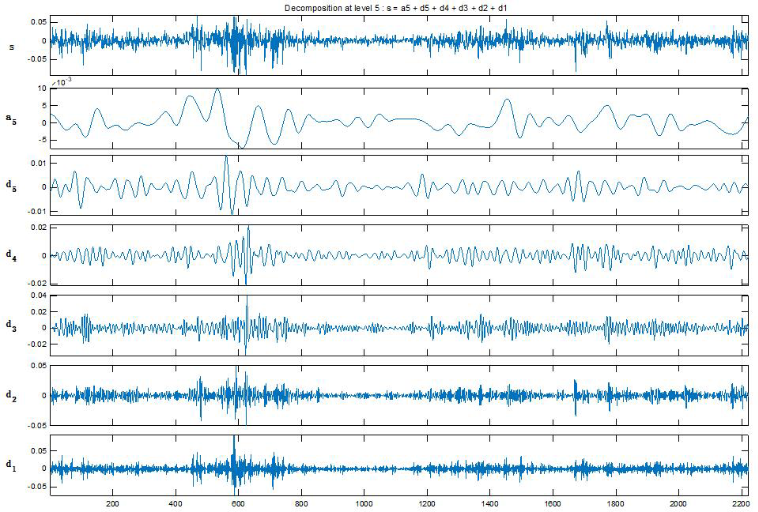 Decomposition at level 5 : s = a5 + d5 + d4 + d3 + d2 + d1
s
0.05
0
-0.05
10 ×10⁻³
a5
5
0
-5
d5
0.01
0
-0.01
d4
0.02
0
-0.02
d3
0.04
0.02
0
-0.02
d2
0.05
0
-0.05
d1
0.05
0
-0.05
200 400 600 800 1000 1200 1400 1600 1800 2000 2200